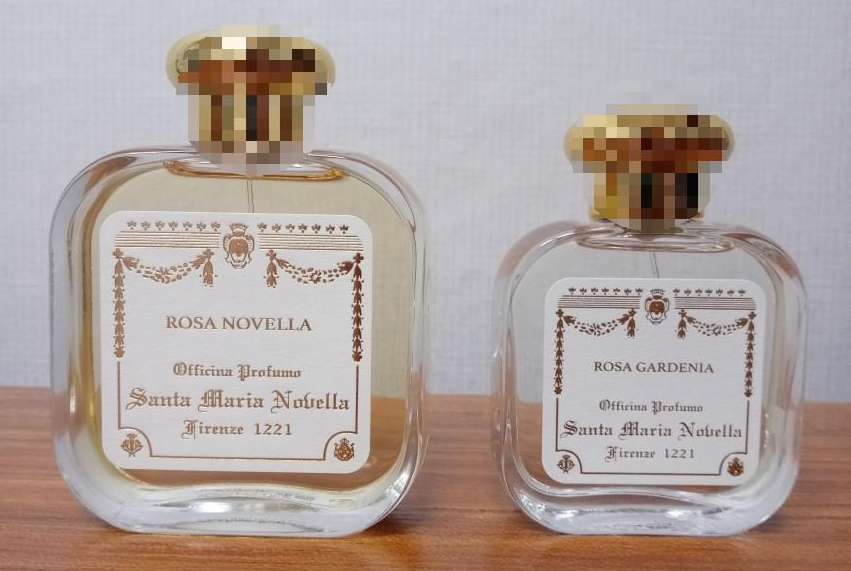 ROSA NOVELLA
Officina Profumo
Santa Maria Novella
Firenze 1221
ROSA GARDENIA
Officina Profumo
Santa Maria Novella
Firenze 1221